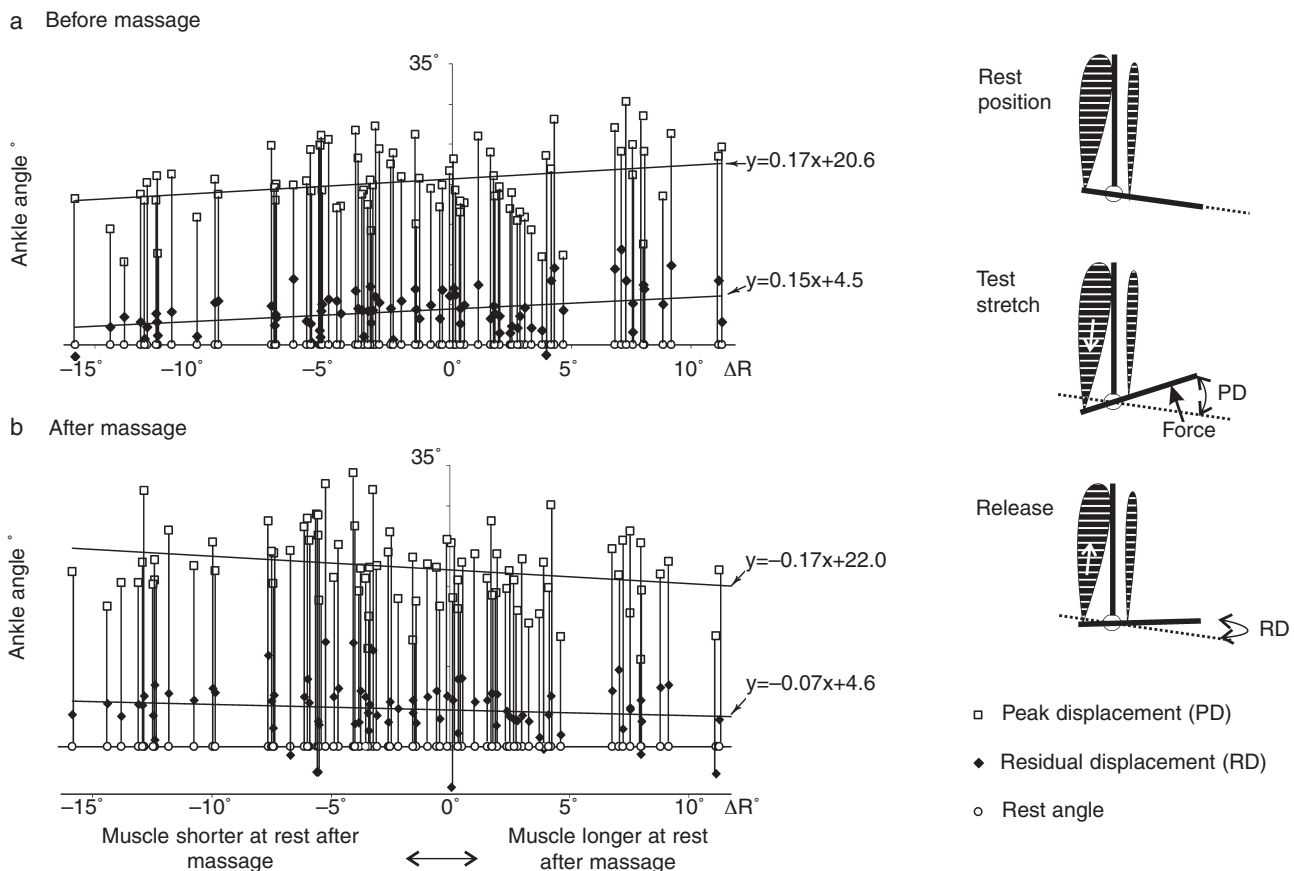 a Before massage
35°
Ankle angle °
y=0.17x+20.6
y=0.15x+4.5
–15° –10° –5° 0° 5° 10° ΔR
b After massage
35°
Ankle angle °
y=–0.17x+22.0
y=–0.07x+4.6
–15° –10° –5° 0° 5° 10° ΔR°
Muscle shorter at rest after
massage
Muscle longer at rest
after massage
Rest
position
Test
stretch
PD
Force
Release
RD
Peak displacement (PD)
Residual displacement (RD)
Rest angle